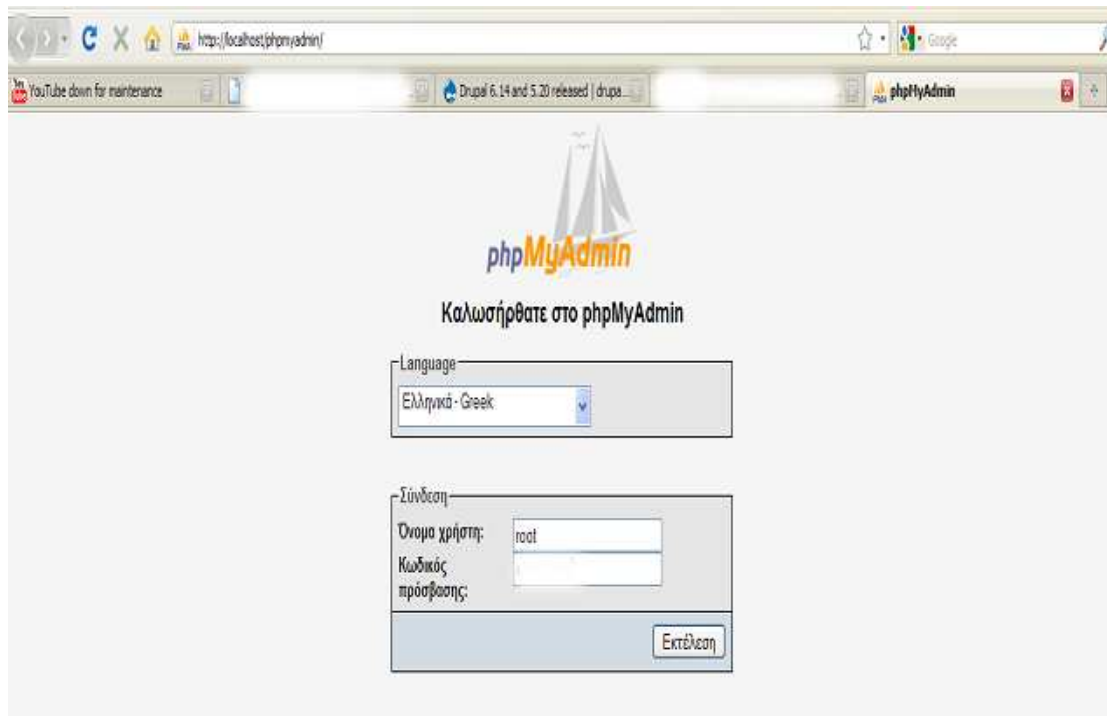 http://localhost/phpmyadmin/
Google
YouTube down for maintenance
Drupal 6.14 and 5.20 released | drupa...
phpMyAdmin
phpMyAdmin
Καλωσήρθατε στο phpMyAdmin
Language
Ελληνικά - Greek
Σύνδεση
Όνομα χρήστη:
root
Κωδικός
πρόσβασης:
Εκτέλεση